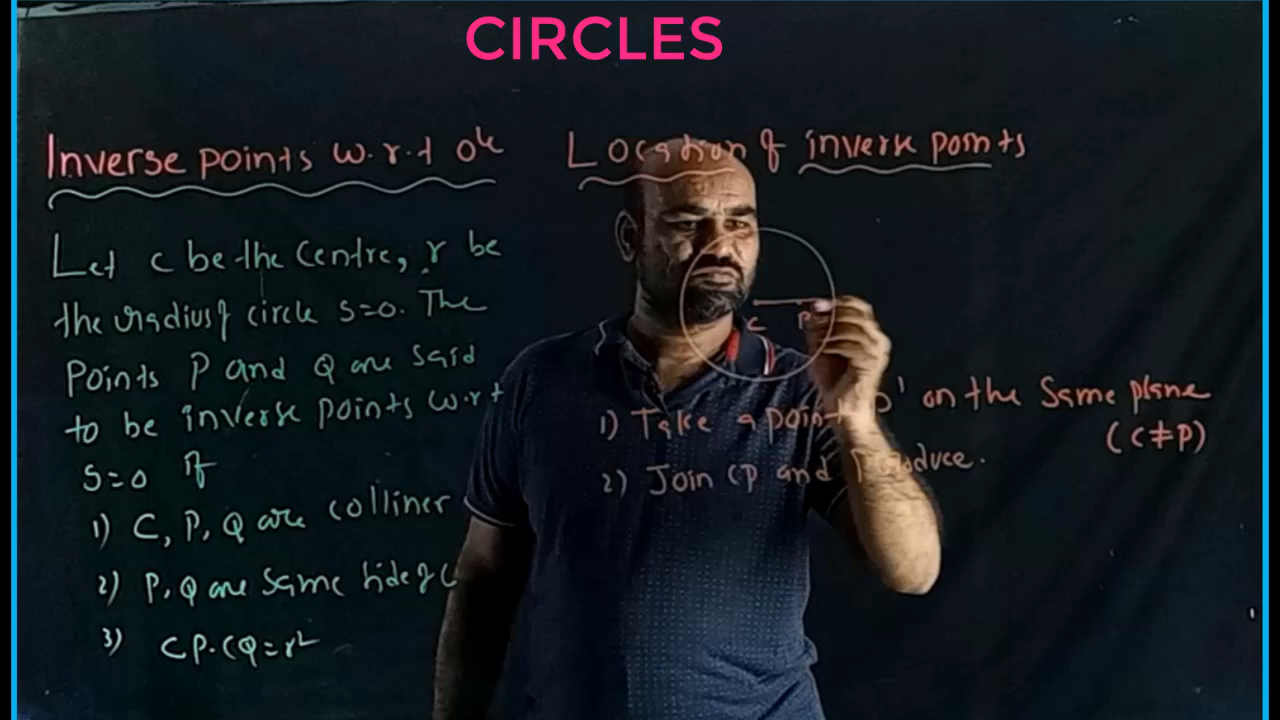 CIRCLES
Inverse points w.r.t
Let C be the Centre, r be
the radius of circle S=0. The
Points P and Q are said
to be inverse points w.r.t
S=0 if
1) C, P, Q are colliner
2) P, Q are same side of C
3) CP.CQ=r²
Location of inverse points
C P
1) Take a point 'P' on the same plane
(C≠P)
2) Join CP and Produce.